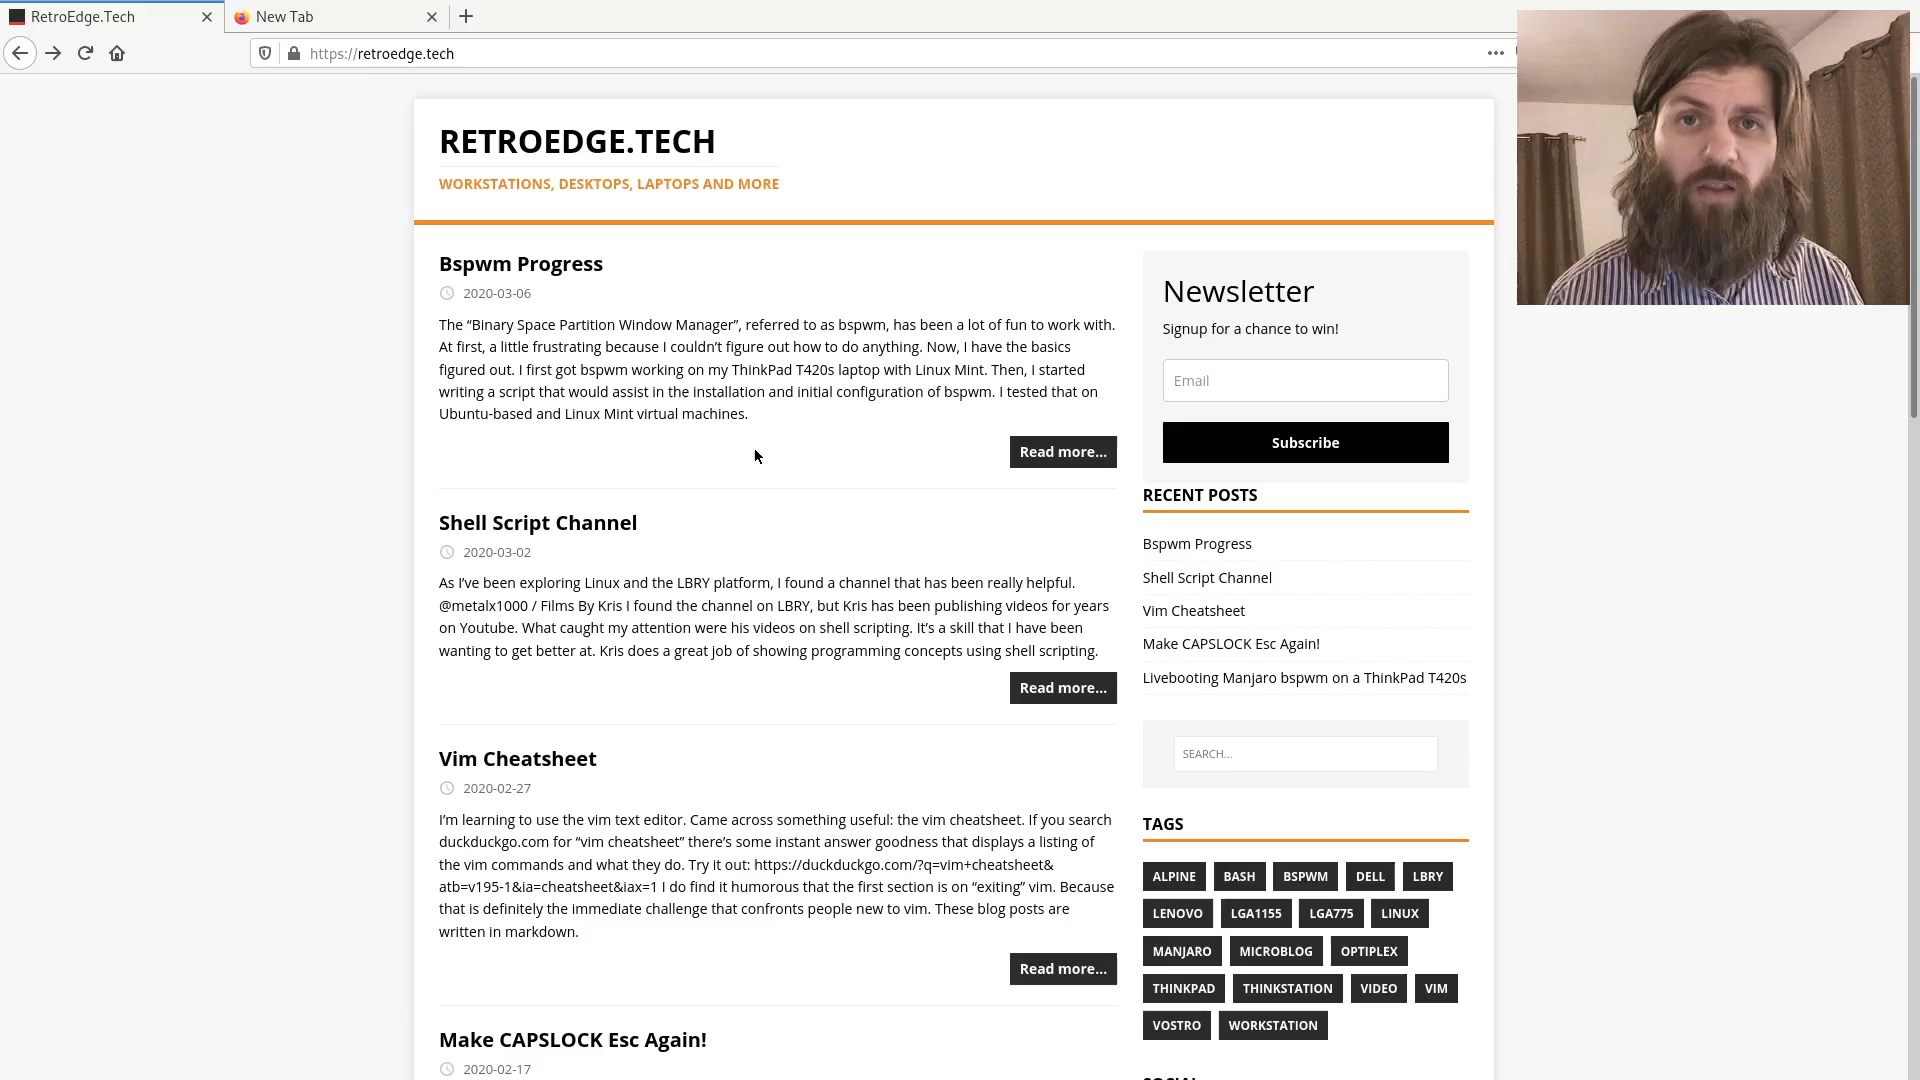 RetroEdge.Tech
New Tab
https://retroedge.tech
RETROEDGE.TECH
WORKSTATIONS, DESKTOPS, LAPTOPS AND MORE
Bspwm Progress
2020-03-06
The “Binary Space Partition Window Manager”, referred to as bspwm, has been a lot of fun to work with.
At first, a little frustrating because I couldn’t figure out how to do anything. Now, I have the basics
figured out. I first got bspwm working on my ThinkPad T420s laptop with Linux Mint. Then, I started
writing a script that would assist in the installation and initial configuration of bspwm. I tested that on
Ubuntu-based and Linux Mint virtual machines.
Read more...
Shell Script Channel
2020-03-02
As I’ve been exploring Linux and the LBRY platform, I found a channel that has been really helpful.
@metalx1000 / Films By Kris I found the channel on LBRY, but Kris has been publishing videos for years
on Youtube. What caught my attention were his videos on shell scripting. It’s a skill that I have been
wanting to get better at. Kris does a great job of showing programming concepts using shell scripting.
Read more...
Vim Cheatsheet
2020-02-27
I’m learning to use the vim text editor. Came across something useful: the vim cheatsheet. If you search
duckduckgo.com for “vim cheatsheet” there’s some instant answer goodness that displays a listing of
the vim commands and what they do. Try it out: https://duckduckgo.com/?q=vim+cheatsheet&
atb=v195-1&ia=cheatsheet&iax=1 I do find it humorous that the first section is on “exiting” vim. Because
that is definitely the immediate challenge that confronts people new to vim. These blog posts are
written in markdown.
Read more...
Make CAPSLOCK Esc Again!
2020-02-17
Newsletter
Signup for a chance to win!
Email
Subscribe
RECENT POSTS
Bspwm Progress
Shell Script Channel
Vim Cheatsheet
Make CAPSLOCK Esc Again!
Livebooting Manjaro bspwm on a ThinkPad T420s
SEARCH...
TAGS
ALPINE BASH BSPWM DELL LBRY
LENOVO LGA1155 LGA775 LINUX
MANJARO MICROBLOG OPTIPLEX
THINKPAD THINKSTATION VIDEO VIM
VOSTRO WORKSTATION